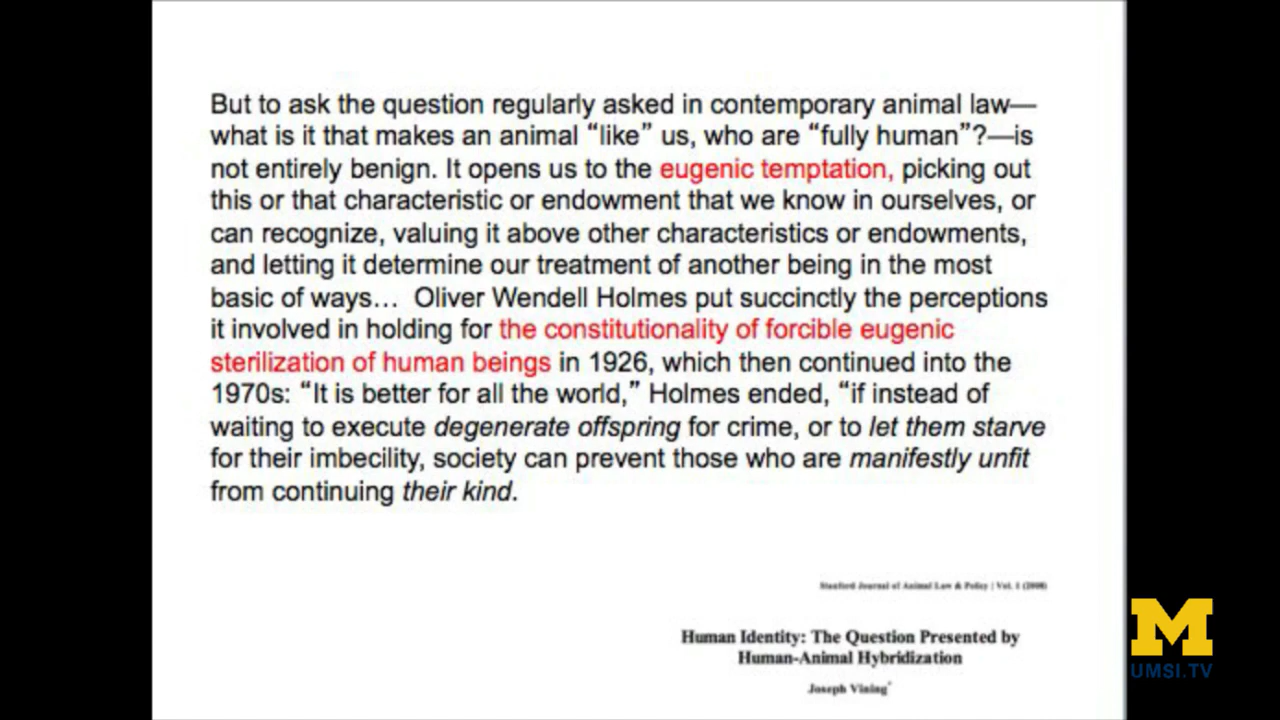 But to ask the question regularly asked in contemporary animal law—
what is it that makes an animal “like” us, who are “fully human”?—is
not entirely benign. It opens us to the eugenic temptation, picking out
this or that characteristic or endowment that we know in ourselves, or
can recognize, valuing it above other characteristics or endowments,
and letting it determine our treatment of another being in the most
basic of ways… Oliver Wendell Holmes put succinctly the perceptions
it involved in holding for the constitutionality of forcible eugenic
sterilization of human beings in 1926, which then continued into the
1970s: “It is better for all the world,” Holmes ended, “if instead of
waiting to execute degenerate offspring for crime, or to let them starve
for their imbecility, society can prevent those who are manifestly unfit
from continuing their kind.
Stanford Journal of Animal Law & Policy | Vol. 1 (2008)
Human Identity: The Question Presented by
Human-Animal Hybridization
Joseph Vining*
M
UMSI.TV